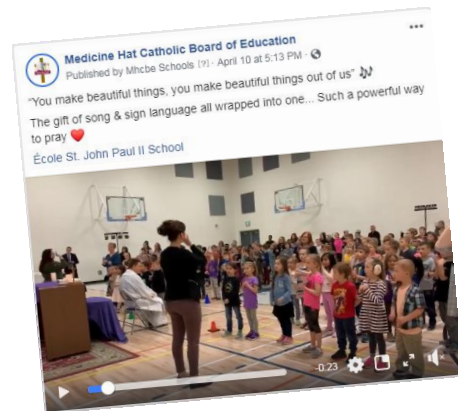 Medicine Hat Catholic Board of Education
Published by Mhcbe Schools [?] · April 10 at 5:13 PM ·
“You make beautiful things, you make beautiful things out of us” 🎶
The gift of song & sign language all wrapped into one... Such a powerful way
to pray ❤️
École St. John Paul II School
-0:23